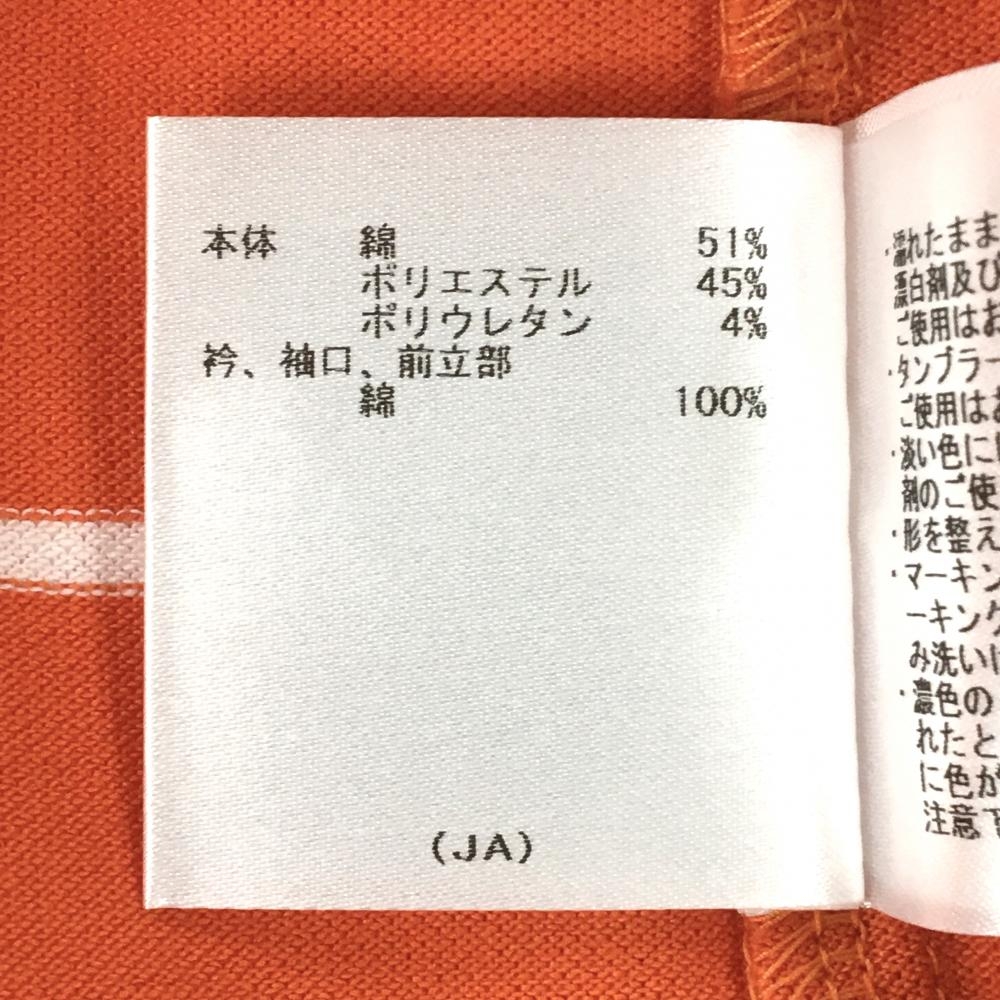 本体 綿 51%
ポリエステル 45%
ポリウレタン 4%
衿、袖口、前立部
綿 100%
(JA)
れたまま
白剤及び
ご使用はお
・タンブラー
ご使用はお
・淡い色に
剤のご使
・形を整え
・マーキン
ーキング
み洗い
・濃色の
れたと
に色が
注意下